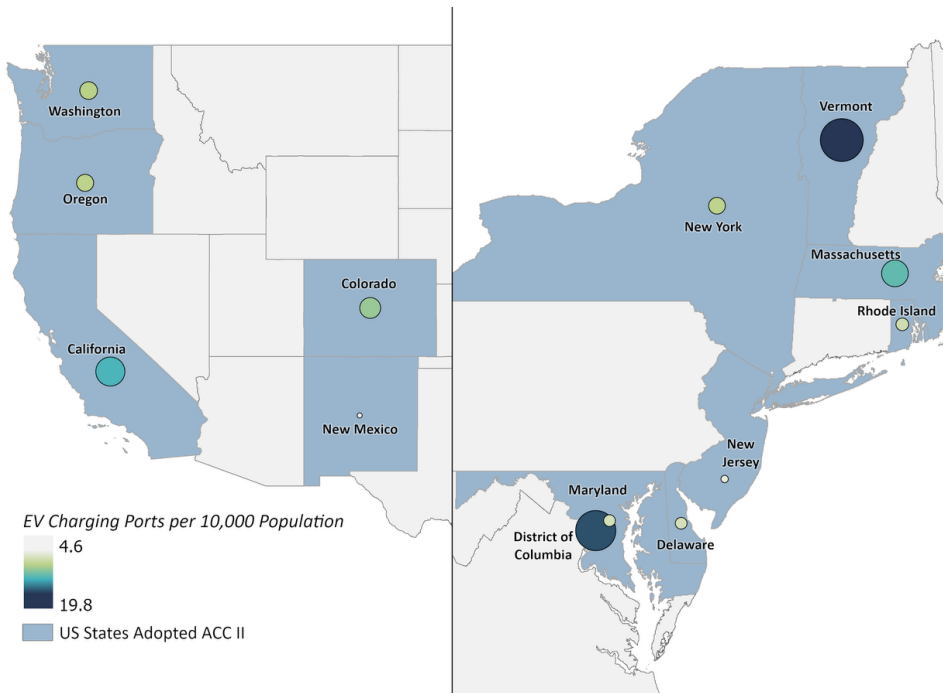 Washington
Oregon
Colorado
California
New Mexico
EV Charging Ports per 10,000 Population
4.6
19.8
US States Adopted ACC II
Vermont
New York
Massachusetts
Rhode Island
New
Jersey
Maryland
District of
Columbia
Delaware